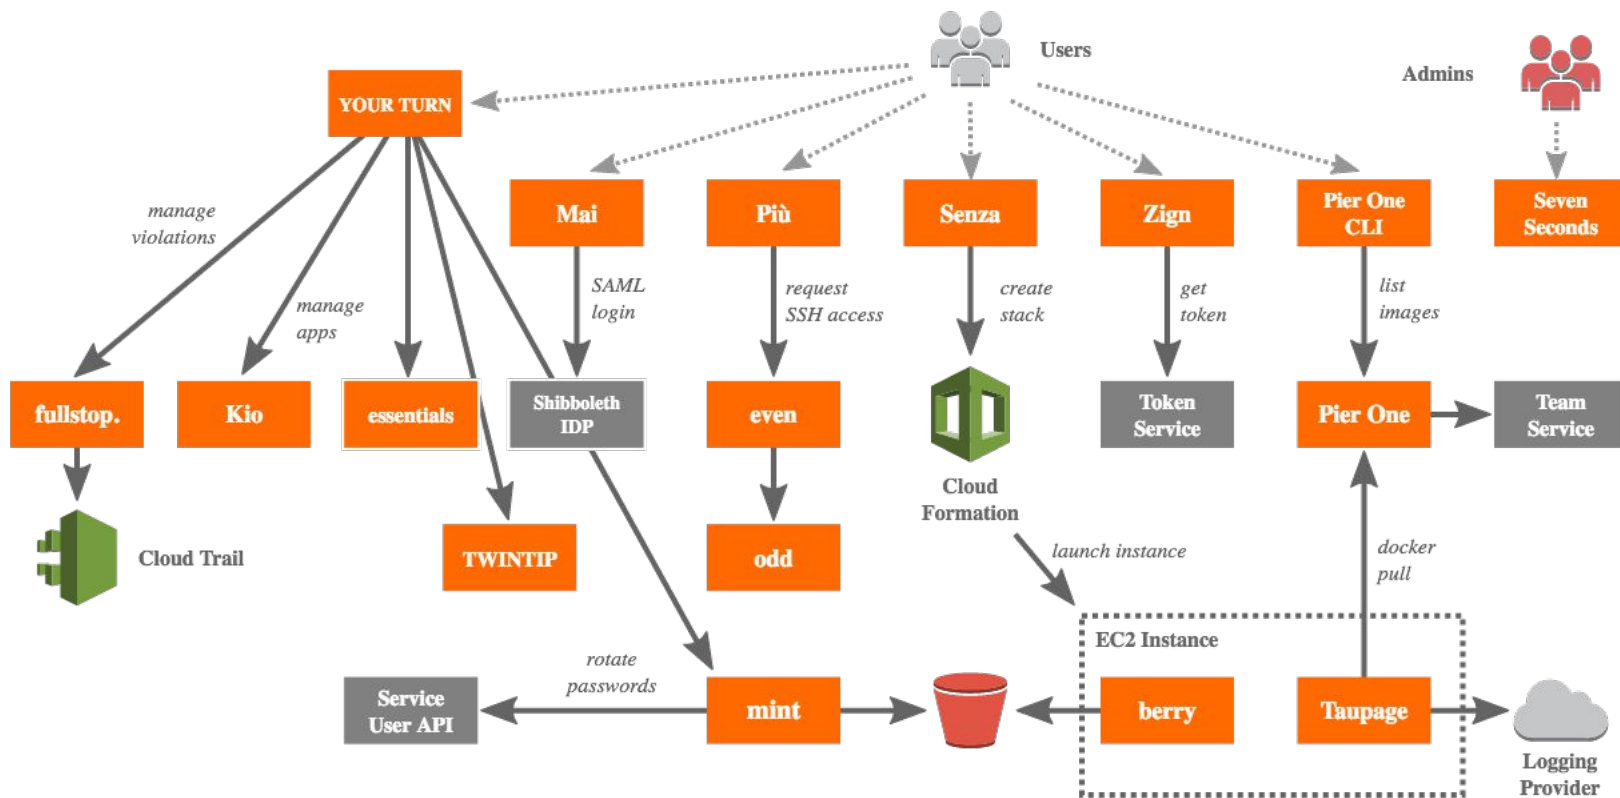 Users
Admins
YOUR TURN
manage
violations
Mai
Più
Senza
Zign
Pier One
CLI
Seven
Seconds
manage
apps
SAML
login
request
SSH access
create
stack
get
token
list
images
fullstop.
Kio
essentials
Shibboleth
IDP
even
Token
Service
Pier One
Team
Service
Cloud
Formation
Cloud Trail
TWINTIP
odd
launch instance
docker
pull
EC2 Instance
rotate
passwords
Service
User API
mint
berry
Taupage
Logging
Provider